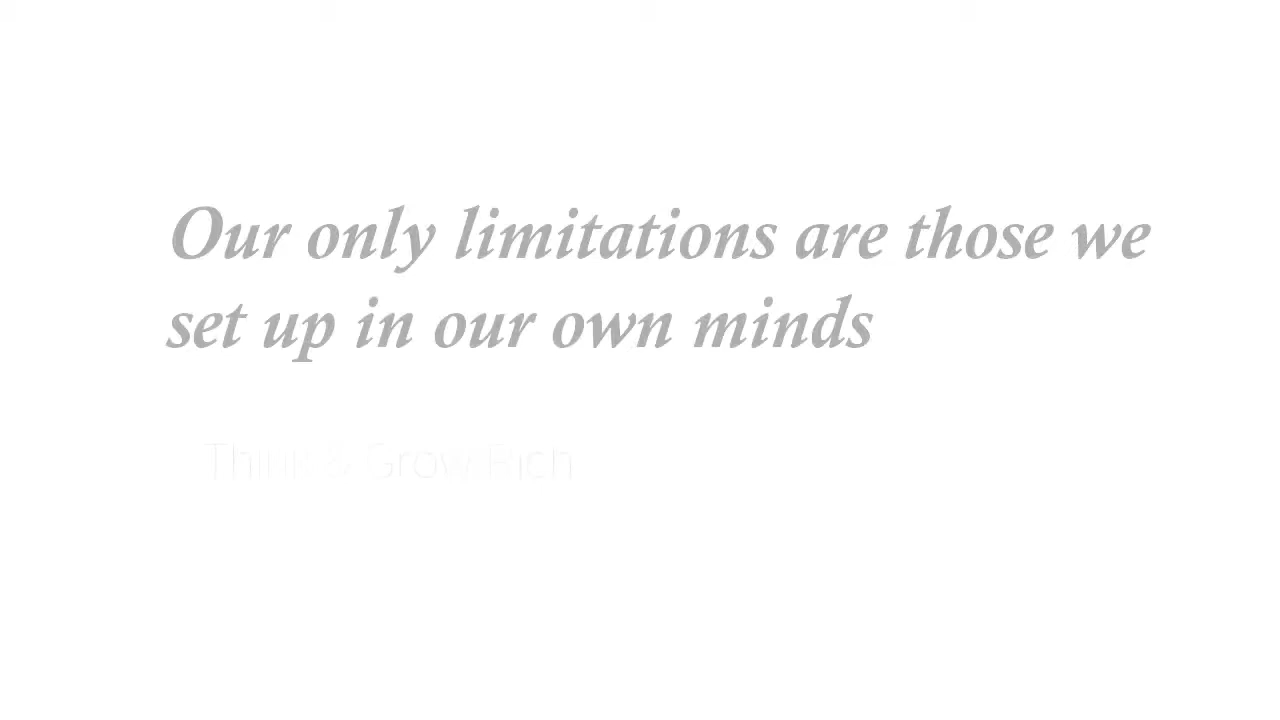 Our only limitations are those we
set up in our own minds
Think & Grow Rich